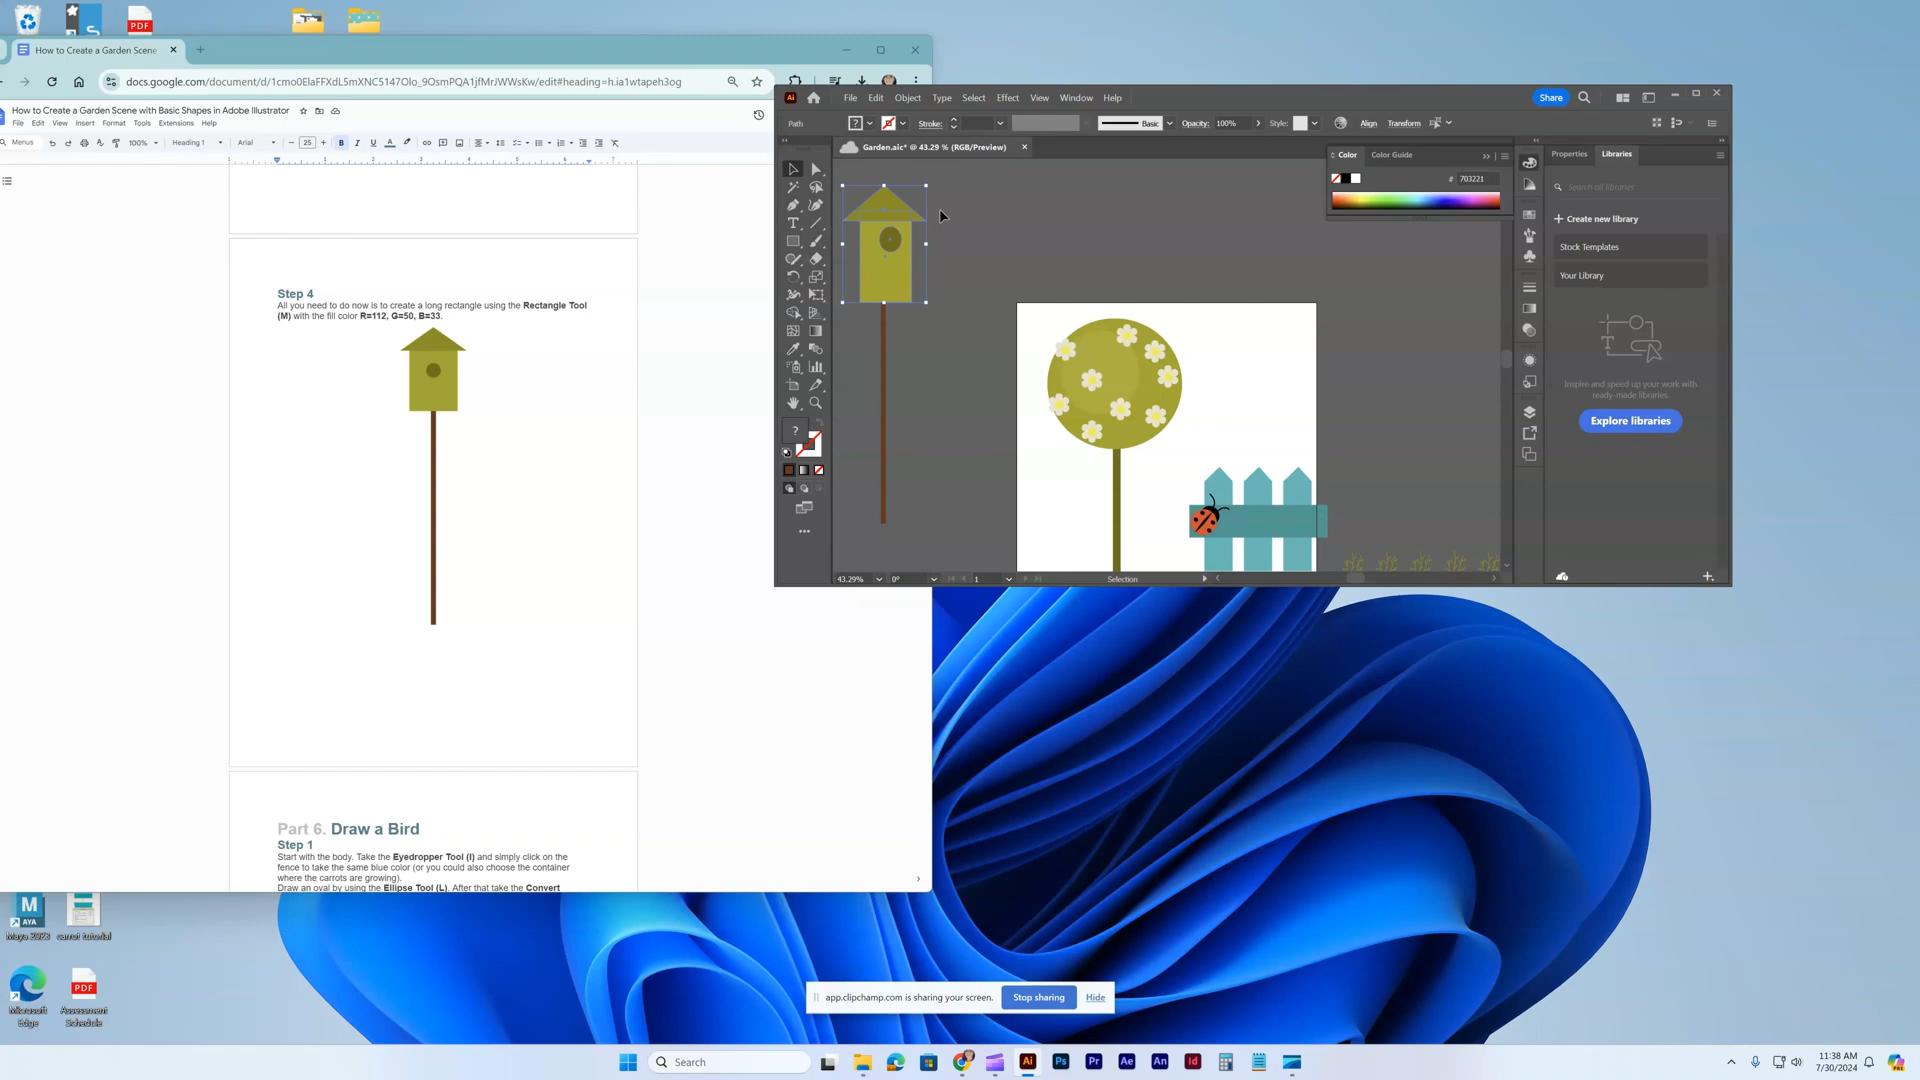 PDF
How to Create a Garden Scene
docs.google.com/document/d/1cmo0ElaFFXdL5mXNC5147Olo_9OsmPQA1jfMrJWWsKw/edit#heading=h.ia1wtapeh3og
How to Create a Garden Scene with Basic Shapes in Adobe Illustrator
File Edit View Insert Format Tools Extensions Help
Menus 100% Heading 1 Arial 25
Step 4
All you need to do now is to create a long rectangle using the Rectangle Tool
(M) with the fill color R=112, G=50, B=33.
Part 6. Draw a Bird
Step 1
Start with the body. Take the Eyedropper Tool (I) and simply click on the
fence to take the same blue color (or you could also choose the container
where the carrots are growing).
Draw an oval by using the Ellipse Tool (L). After that take the Convert
File Edit Object Type Select Effect View Window Help
Share
Path Stroke: Basic Opacity: 100% Style: Align Transform
Garden.aic* @ 43.29 % (RGB/Preview)
Color Color Guide
# 703221
Properties Libraries
Search all libraries
Create new library
Stock Templates
Your Library
Inspire and speed up your work with
ready-made libraries.
Explore libraries
43.29% 0° 1 Selection
Maya 2023
carrot tutorial
Microsoft
Edge
PDF
Assessment
Schedule
app.clipchamp.com is sharing your screen. Stop sharing Hide
Search
Ai Ps Pr Ae An Id
11:38 AM
7/30/2024